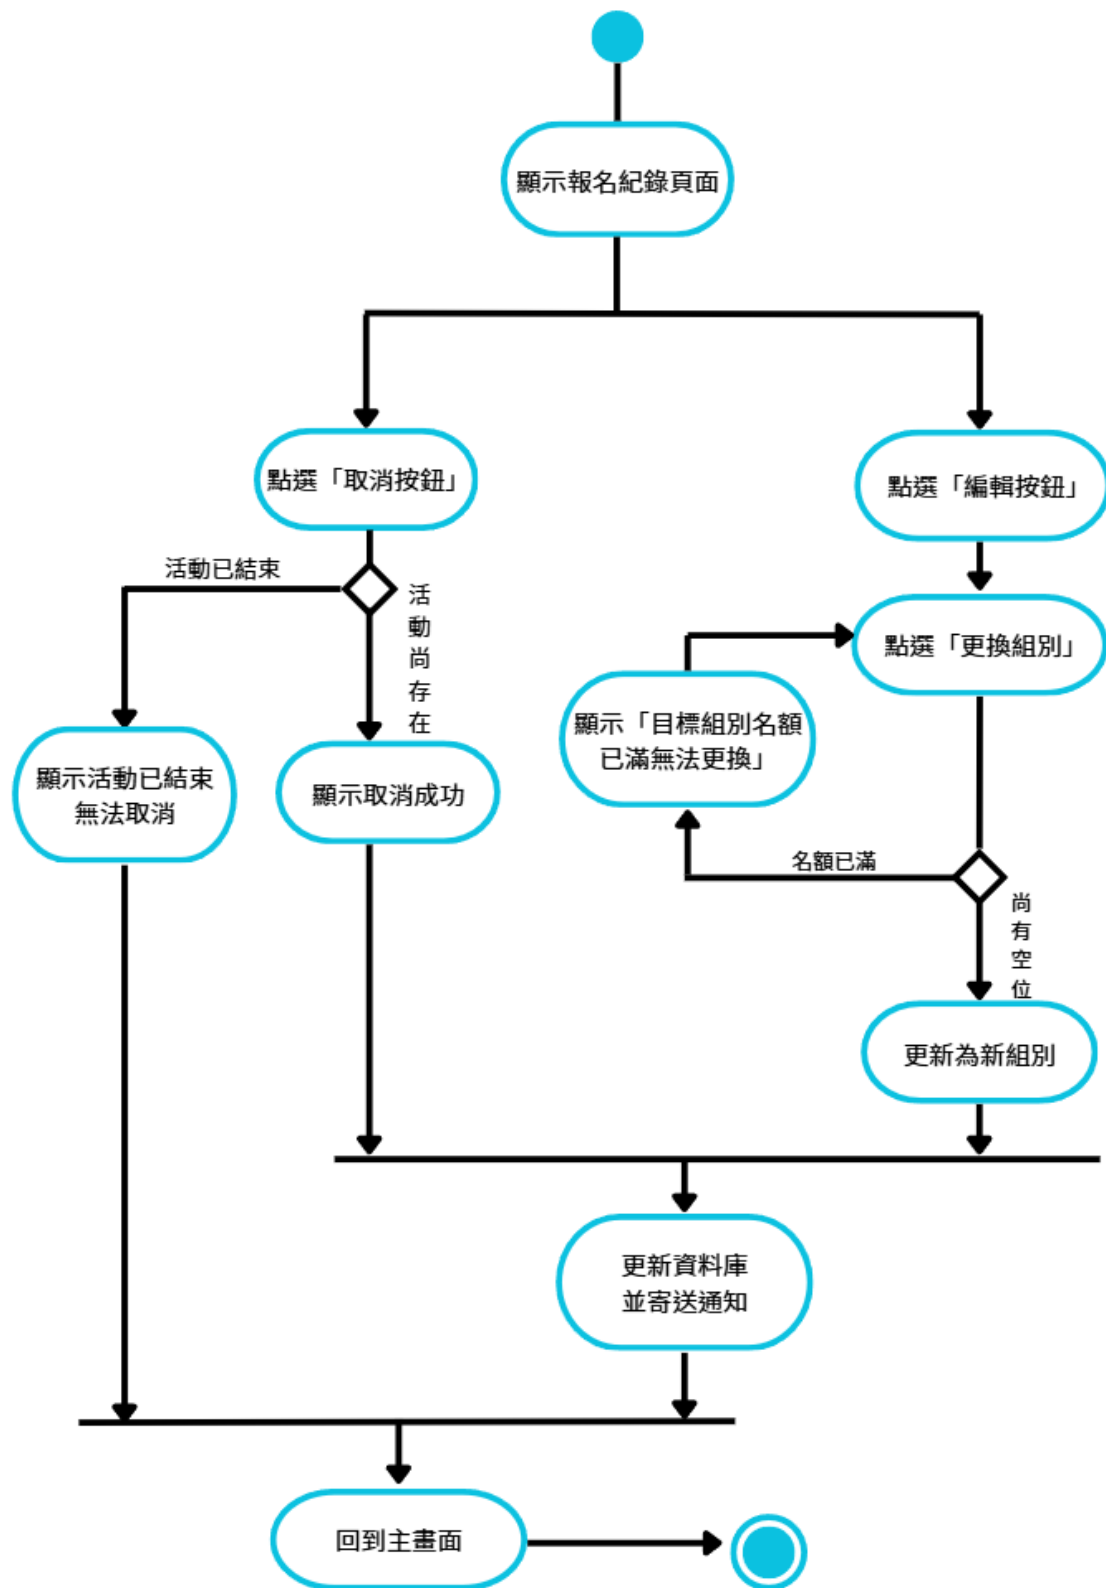 顯示報名紀錄頁面
點選「取消按鈕」
點選「編輯按鈕」
活動已結束
活動尚存在
點選「更換組別」
顯示「目標組別名額
已滿無法更換」
顯示活動已結束
無法取消
顯示取消成功
名額已滿
尚有空位
更新為新組別
更新資料庫
並寄送通知
回到主畫面